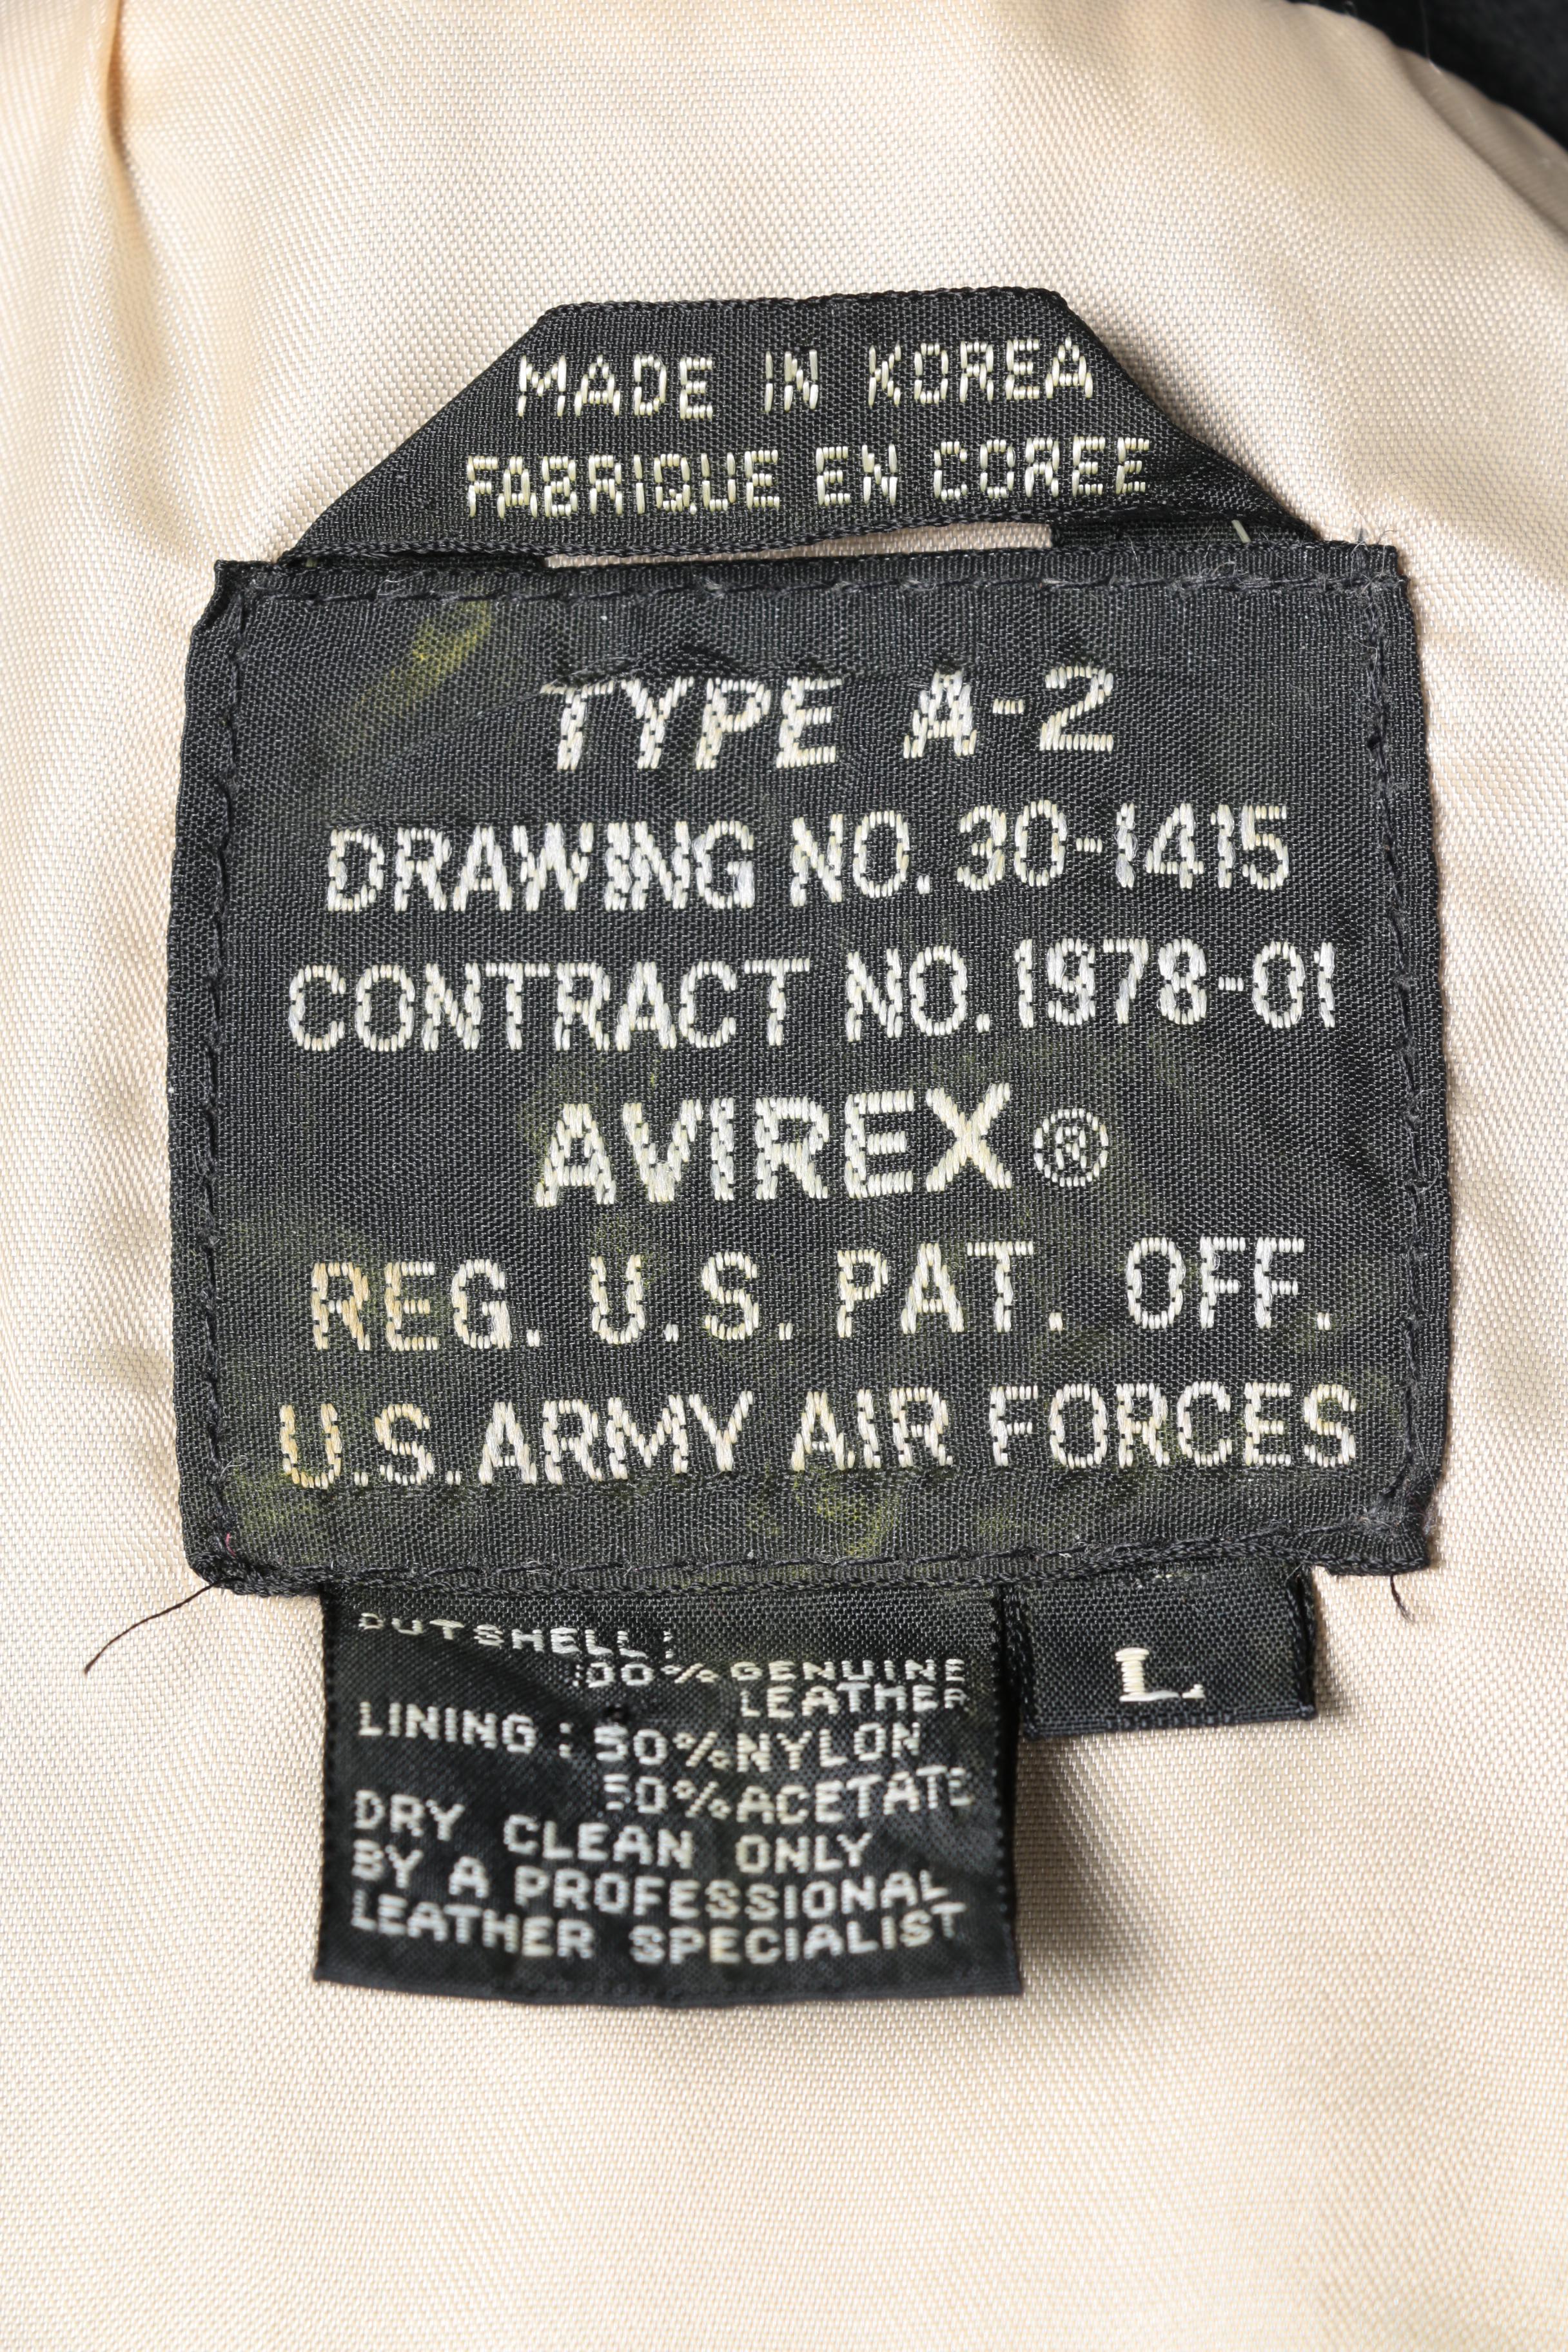 MADE IN KOREA
FABRIQUE EN COREE
TYPE A-2
DRAWING NO. 30-1415
CONTRACT NO. 1978-01
AVIREX ®
REG. U.S. PAT. OFF.
U.S. ARMY AIR FORCES
OUTSHELL:
100% GENUINE
LEATHER
LINING : 50% NYLON
50% ACETATE
DRY CLEAN ONLY
BY A PROFESSIONAL
LEATHER SPECIALIST
L